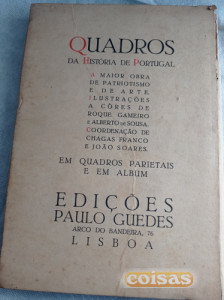 QUADROS
DA HISTÓRIA DE PORTUGAL
A MAIOR OBRA
DE PATRIOTISMO
E DE ARTE.
ILUSTRAÇÕES
A CÔRES DE
ROQUE GAMEIRO
E ALBERTO DE SOUSA.
COORDENAÇÃO DE
CHAGAS FRANCO
E JOÃO SOARES.
EM QUADROS PARIETAIS
E EM ALBUM
EDIÇÕES
PAULO GUEDES
ARCO DO BANDEIRA, 76
LISBOA
coisas